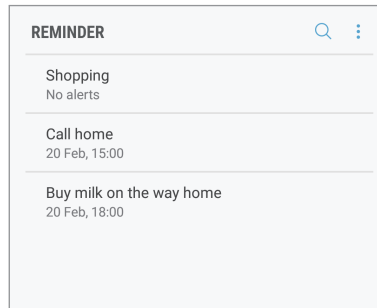 REMINDER
Shopping
No alerts
Call home
20 Feb, 15:00
Buy milk on the way home
20 Feb, 18:00